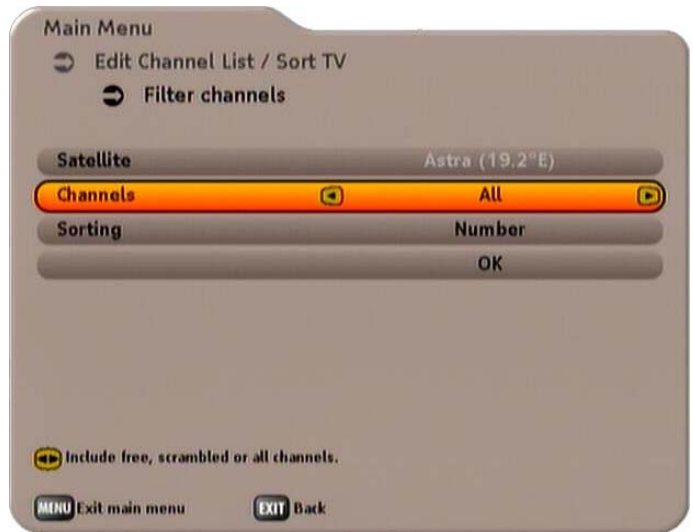 Main Menu
Edit Channel List / Sort TV
Filter channels
Satellite Astra (19.2°E)
Channels All
Sorting Number
OK
Include free, scrambled or all channels.
MENU Exit main menu EXIT Back